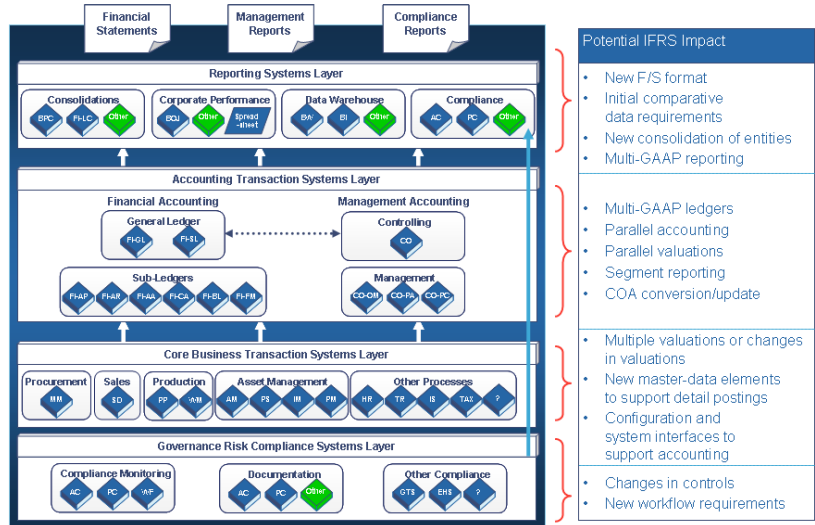 Financial
Statements
Management
Reports
Compliance
Reports
Reporting Systems Layer
Consolidations
BPC
FI-LC
Other
Corporate Performance
BOJ
Other
Spread
-sheet
Data Warehouse
BW
BI
Other
Compliance
AC
PC
Other
Accounting Transaction Systems Layer
Financial Accounting
Management Accounting
General Ledger
FI-GL
FI-SL
Controlling
CO
Sub-Ledgers
FI-AP
FI-AR
FI-AA
FI-CA
FI-BL
FI-FM
Management
CO-OM
CO-PA
CO-PC
Core Business Transaction Systems Layer
Procurement
MM
Sales
SD
Production
PP
WM
Asset Management
AM
PS
IM
PM
Other Processes
HR
TR
IS
TAX
?
Governance Risk Compliance Systems Layer
Compliance Monitoring
AC
PC
WF
Documentation
AC
PC
Other
Other Compliance
GTS
EHS
?
Potential IFRS Impact
• New F/S format
• Initial comparative
data requirements
• New consolidation of entities
• Multi-GAAP reporting
• Multi-GAAP ledgers
• Parallel accounting
• Parallel valuations
• Segment reporting
• COA conversion/update
• Multiple valuations or changes
in valuations
• New master-data elements
to support detail postings
• Configuration and
system interfaces to
support accounting
• Changes in controls
• New workflow requirements